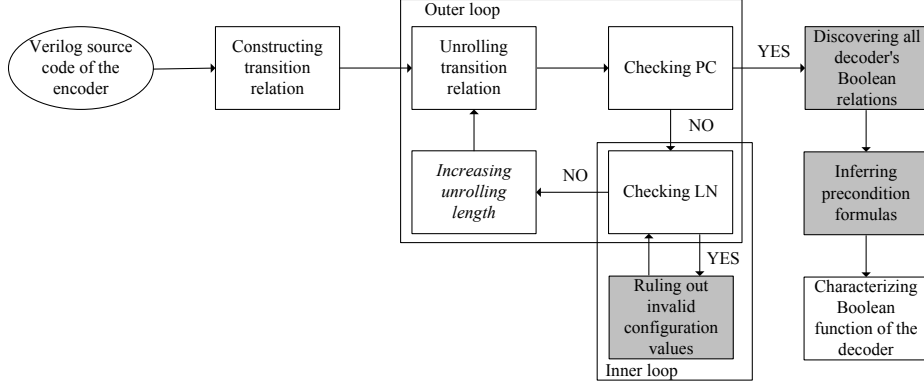 Outer loop
Verilog source
code of the
encoder
Constructing
transition
relation
Unrolling
transition
relation
Checking PC
YES
Discovering all
decoder's
Boolean
relations
NO
Increasing
unrolling
length
NO
Checking LN
Inferring
precondition
formulas
YES
Ruling out
invalid
configuration
values
Characterizing
Boolean
function of the
decoder
Inner loop